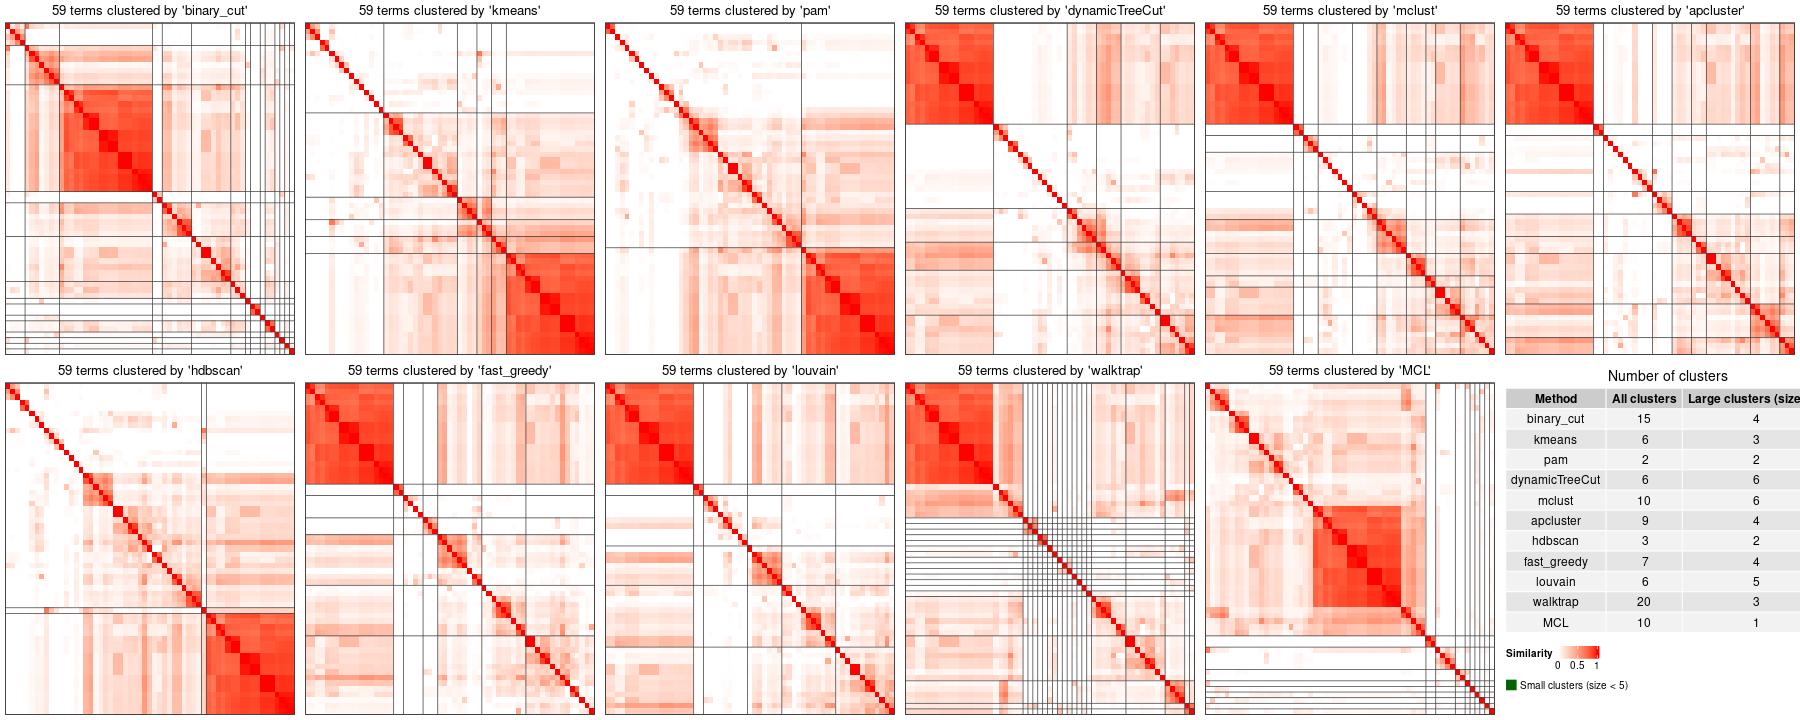 59 terms clustered by 'binary_cut'
59 terms clustered by 'kmeans'
59 terms clustered by 'pam'
59 terms clustered by 'dynamicTreeCut'
59 terms clustered by 'mclust'
59 terms clustered by 'apcluster'
59 terms clustered by 'hdbscan'
59 terms clustered by 'fast_greedy'
59 terms clustered by 'louvain'
59 terms clustered by 'walktrap'
59 terms clustered by 'MCL'
Number of clusters
Method All clusters Large clusters (size
binary_cut 15 4
kmeans 6 3
pam 2 2
dynamicTreeCut 6 6
mclust 10 6
apcluster 9 4
hdbscan 3 2
fast_greedy 7 4
louvain 6 5
walktrap 20 3
MCL 10 1
Similarity
0 0.5 1
Small clusters (size < 5)